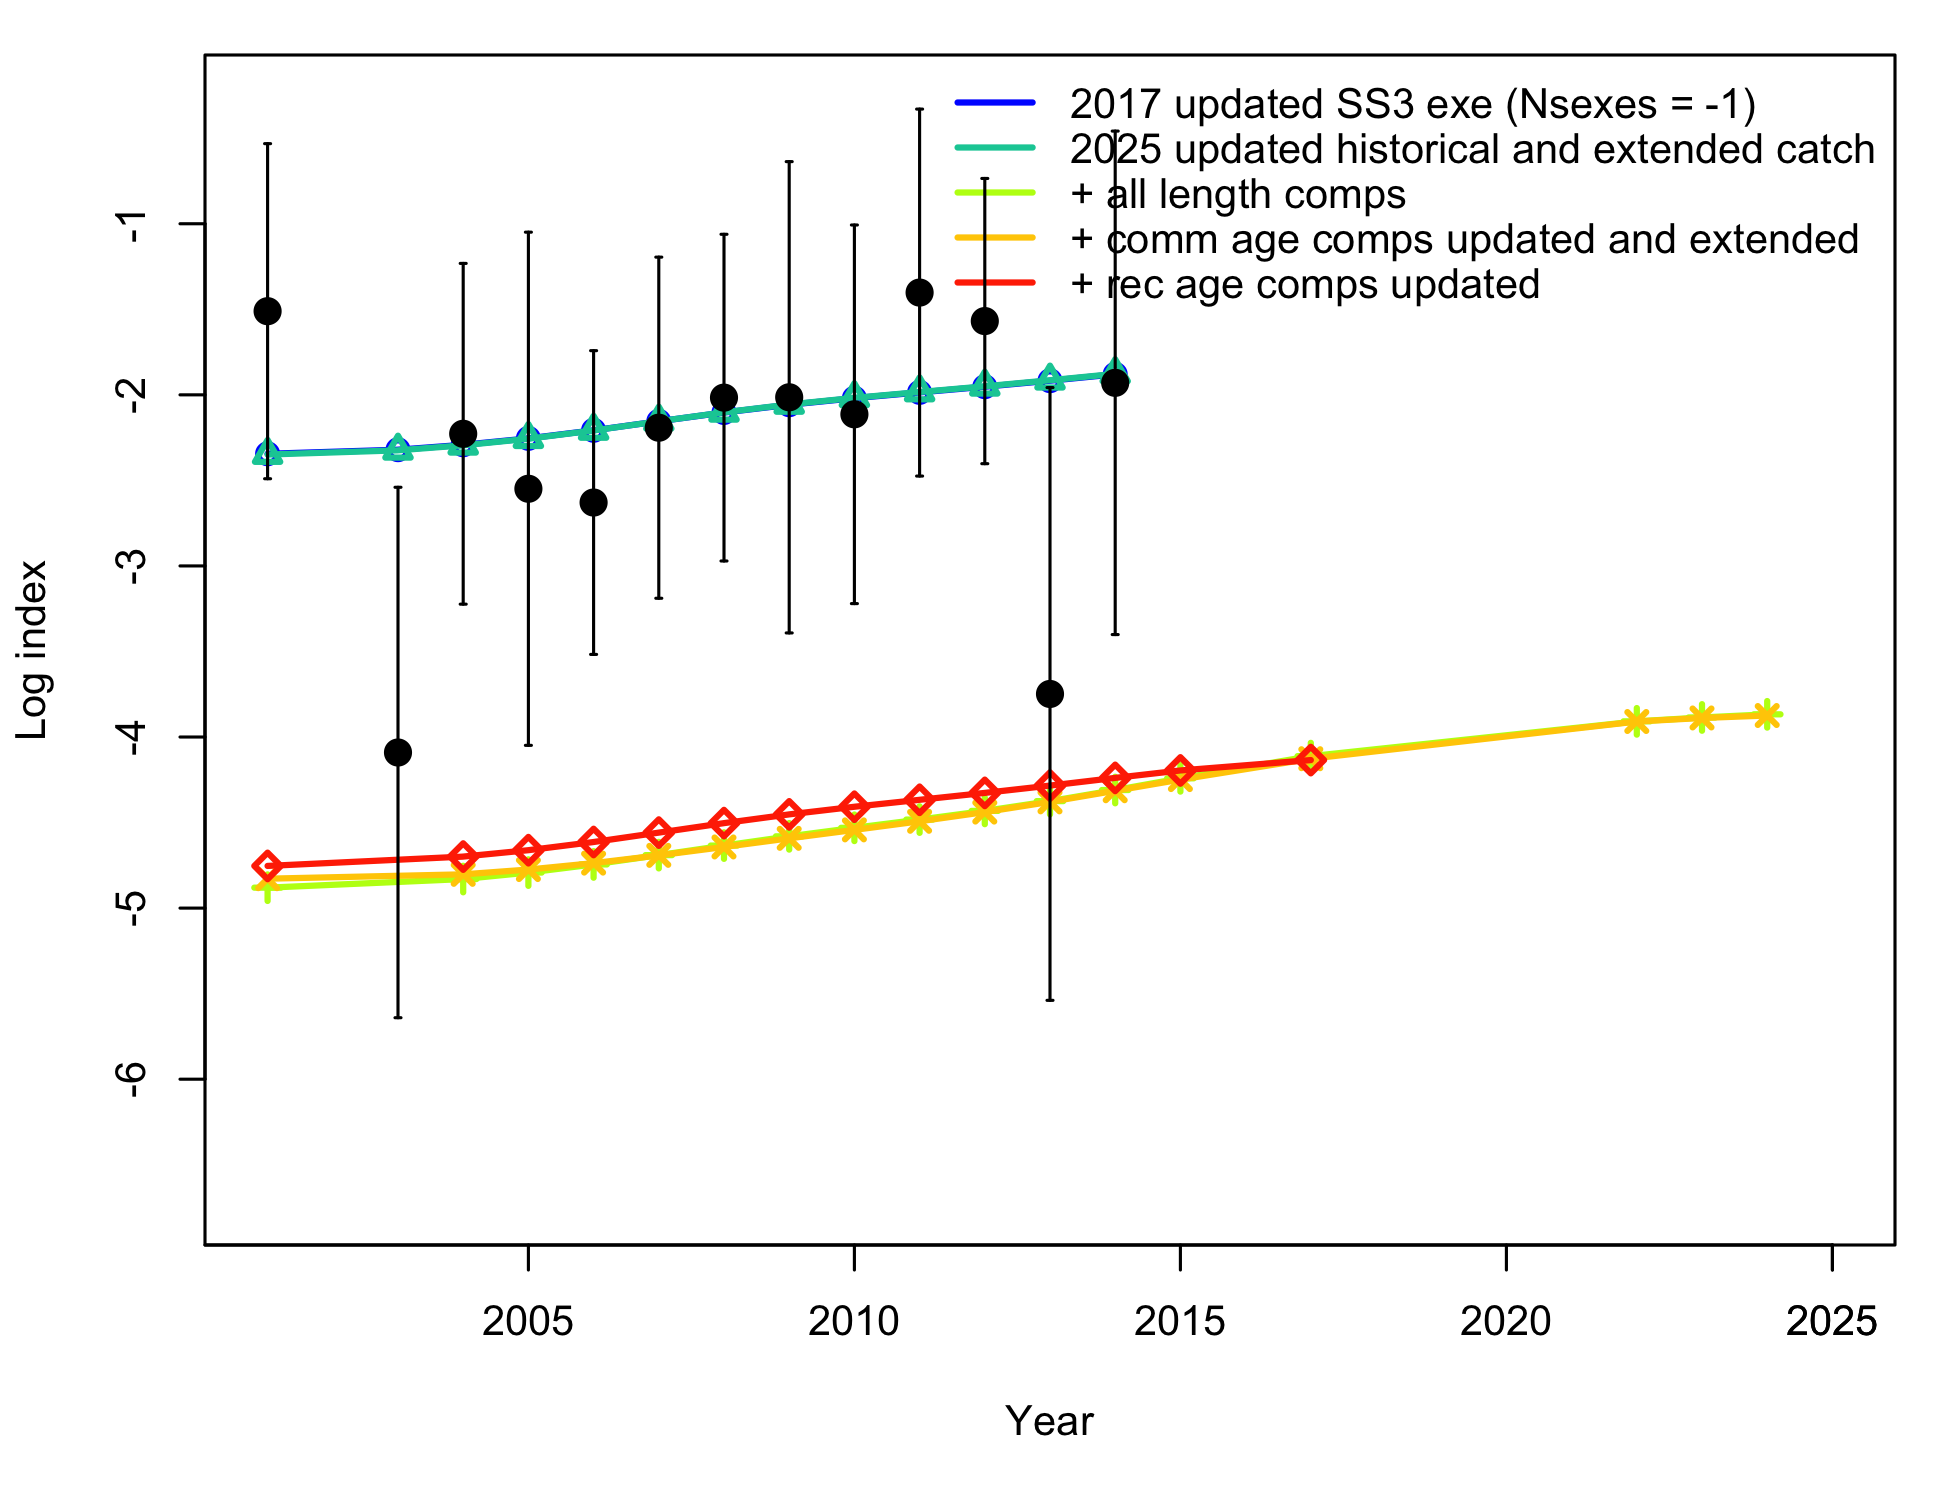 2017 updated SS3 exe (Nsexes = -1)
2025 updated historical and extended catch
+ all length comps
+ comm age comps updated and extended
+ rec age comps updated
-1
-2
-3
-4
-5
-6
Log index
2005 2010 2015 2020 2025
Year